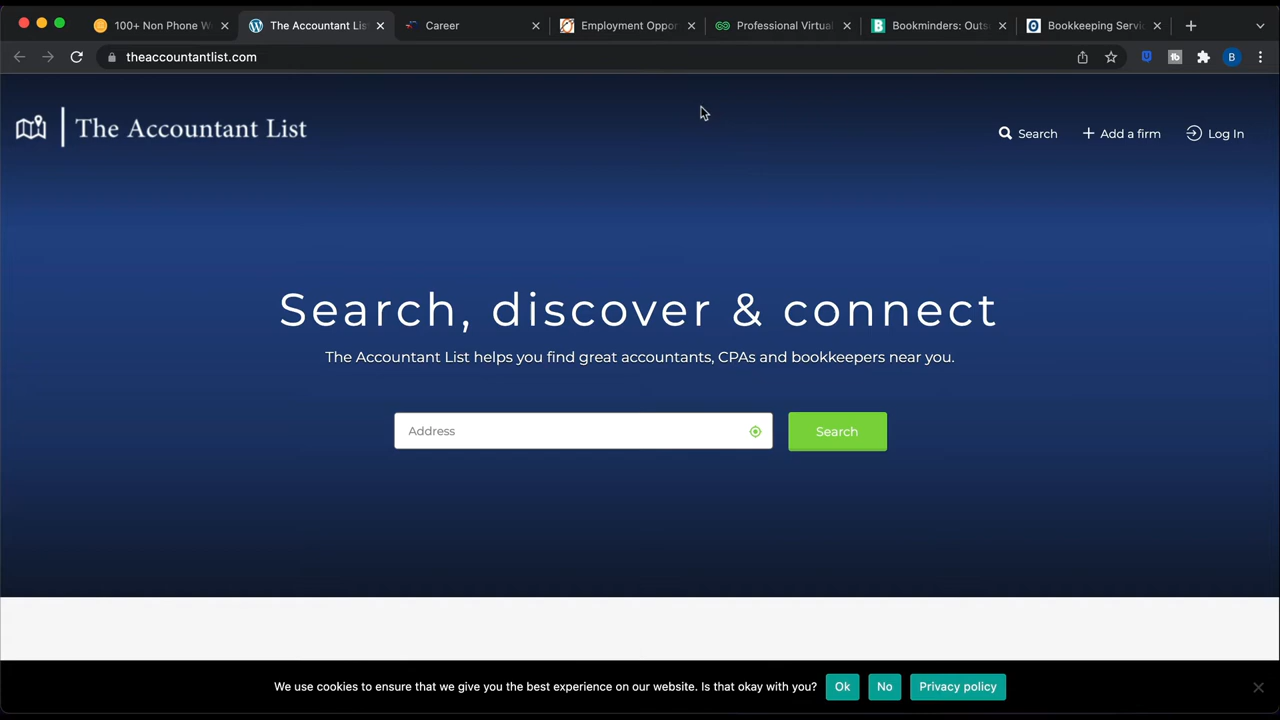 100+ Non Phone W
The Accountant List
Career
Employment Oppor
Professional Virtual
Bookminders: Outs
Bookkeeping Servic
theaccountantlist.com
B
The Accountant List
Search
Add a firm
Log In
Search, discover & connect
The Accountant List helps you find great accountants, CPAs and bookkeepers near you.
Address
Search
We use cookies to ensure that we give you the best experience on our website. Is that okay with you?
Ok
No
Privacy policy